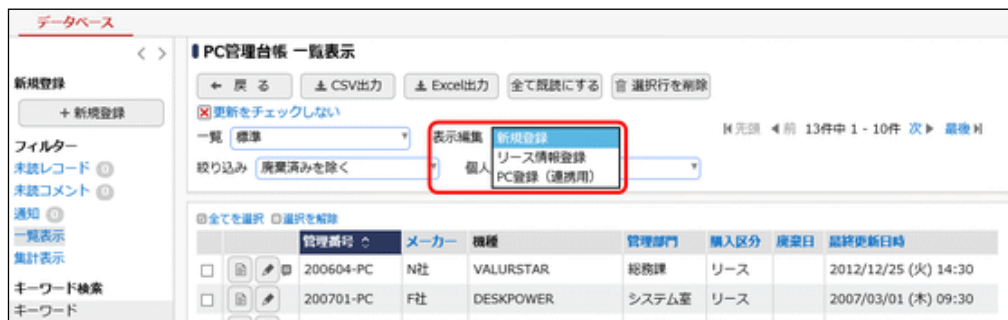 データベース
< >
新規登録
+ 新規登録
フィルター
未読レコード 0
未読コメント 0
通知 0
一覧表示
集計表示
キーワード検索
キーワード
PC管理台帳 一覧表示
← 戻 る CSV出力 Excel出力 全て既読にする 選択行を削除
更新をチェックしない
一覧 標準 表示編集 新規登録
リース情報登録
PC登録（連携用）
絞り込み 廃棄済みを除く 個人
先頭 前 13件中 1 - 10件 次 最後
全てを選択 選択を解除
管理番号 メーカー 機種 管理部門 購入区分 廃棄日 最終更新日時
200604-PC N社 VALURSTAR 総務課 リース 2012/12/25 (火) 14:30
200701-PC F社 DESKPOWER システム室 リース 2007/03/01 (木) 09:30